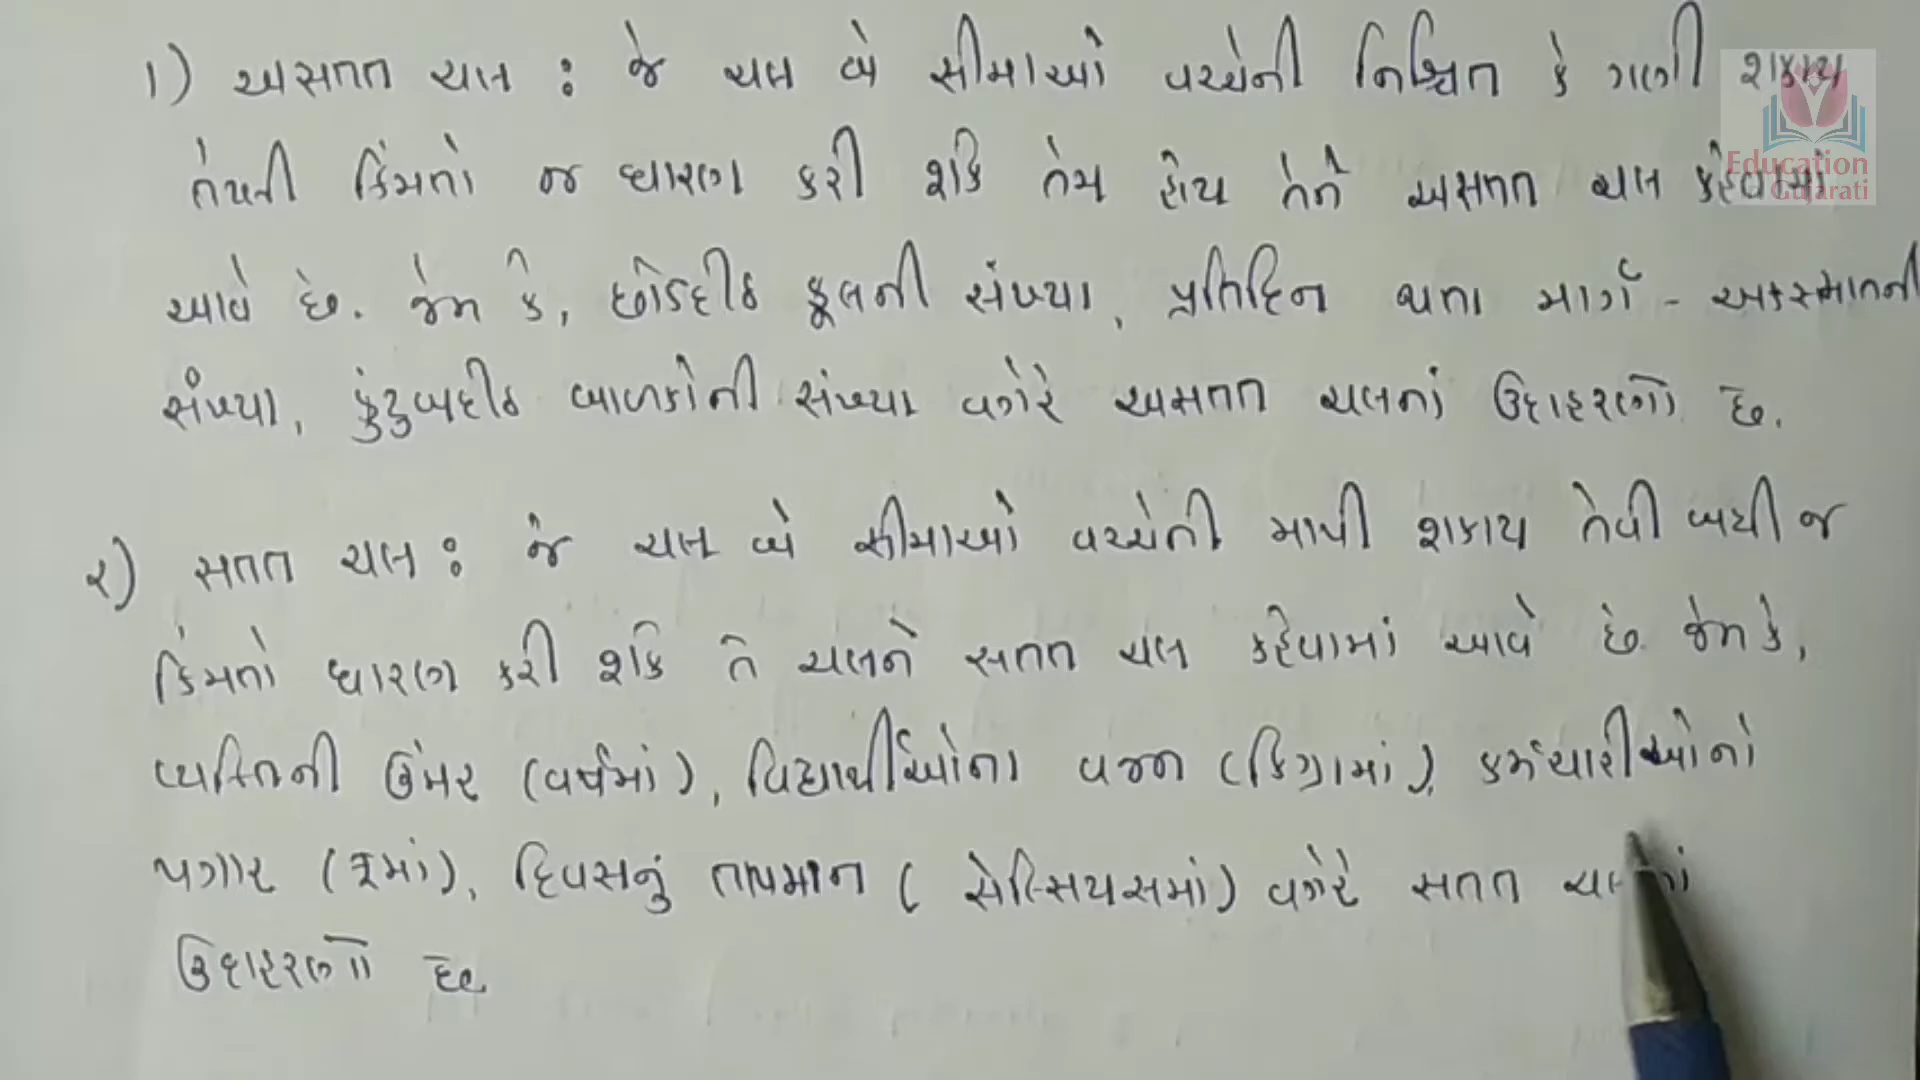 ૧) અસતત ચલ : જે ચલ બે સીમાઓ વચ્ચેની નિશ્ચિત કે ગણી શકાય
તેવી કિંમતો જ ધારણ કરી શકે તેમ હોય તેને અસતત ચલ કહેવામાં
આવે છે. જેમ કે, છોડદીઠ ફૂલની સંખ્યા, પ્રતિદિન થતા માર્ગ - અકસ્માતની
સંખ્યા, કુંટુબદીઠ બાળકોની સંખ્યા વગેરે અસતત ચલનાં ઉદાહરણો છે.
૨) સતત ચલ : જે ચલ બે સીમાઓ વચ્ચેની માપી શકાય તેવી બધી જ
કિંમતો ધારણ કરી શકે તે ચલને સતત ચલ કહેવામાં આવે છે. જેમ કે,
વ્યક્તિની ઉંમર (વર્ષમાં), વિદ્યાર્થીઓના વજન (કિગ્રામાં), કર્મચારીઓનો
પગાર (રૂમાં), દિવસનું તાપમાન ( સેલ્સિયસમાં) વગેરે સતત
ઉદાહરણો છે.
Education
Gujarati